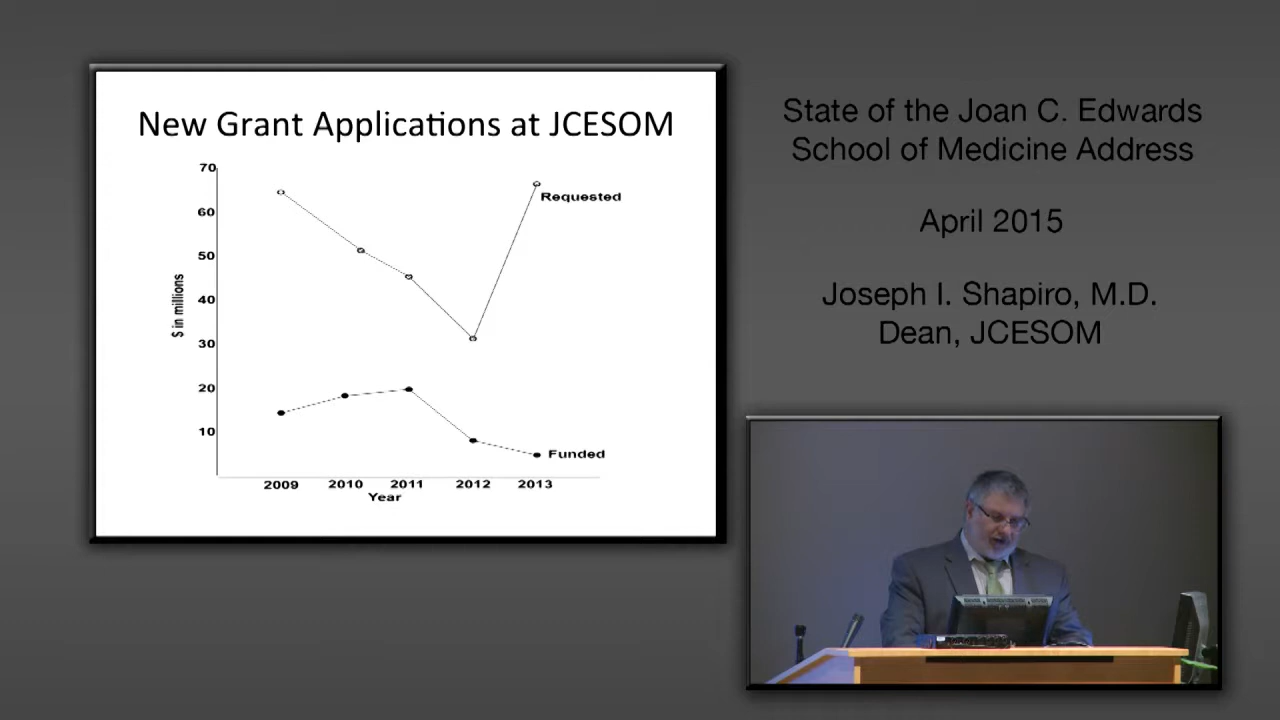 New Grant Applications at JCESOM
70
60
50
40
30
20
10
$ in millions
Requested
Funded
2009 2010 2011 2012 2013
Year
State of the Joan C. Edwards
School of Medicine Address
April 2015
Joseph I. Shapiro, M.D.
Dean, JCESOM